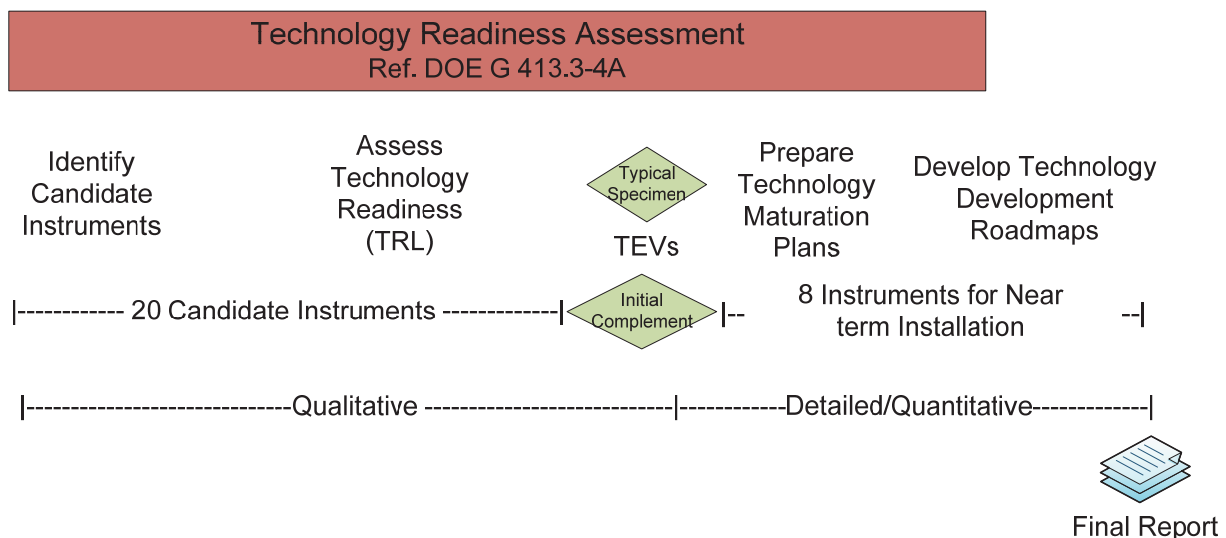 Technology Readiness Assessment
Ref. DOE G 413.3-4A
Identify
Candidate
Instruments
Assess
Technology
Readiness
(TRL)
Typical
Specimen
TEVs
Prepare
Technology
Maturation
Plans
Develop Technology
Development
Roadmaps
|------------ 20 Candidate Instruments -------------|
Initial
Complement
|-- 8 Instruments for Near --|
term Installation
|------------------------------Qualitative ----------------------------|
------------Detailed/Quantitative-------------|
Final Report